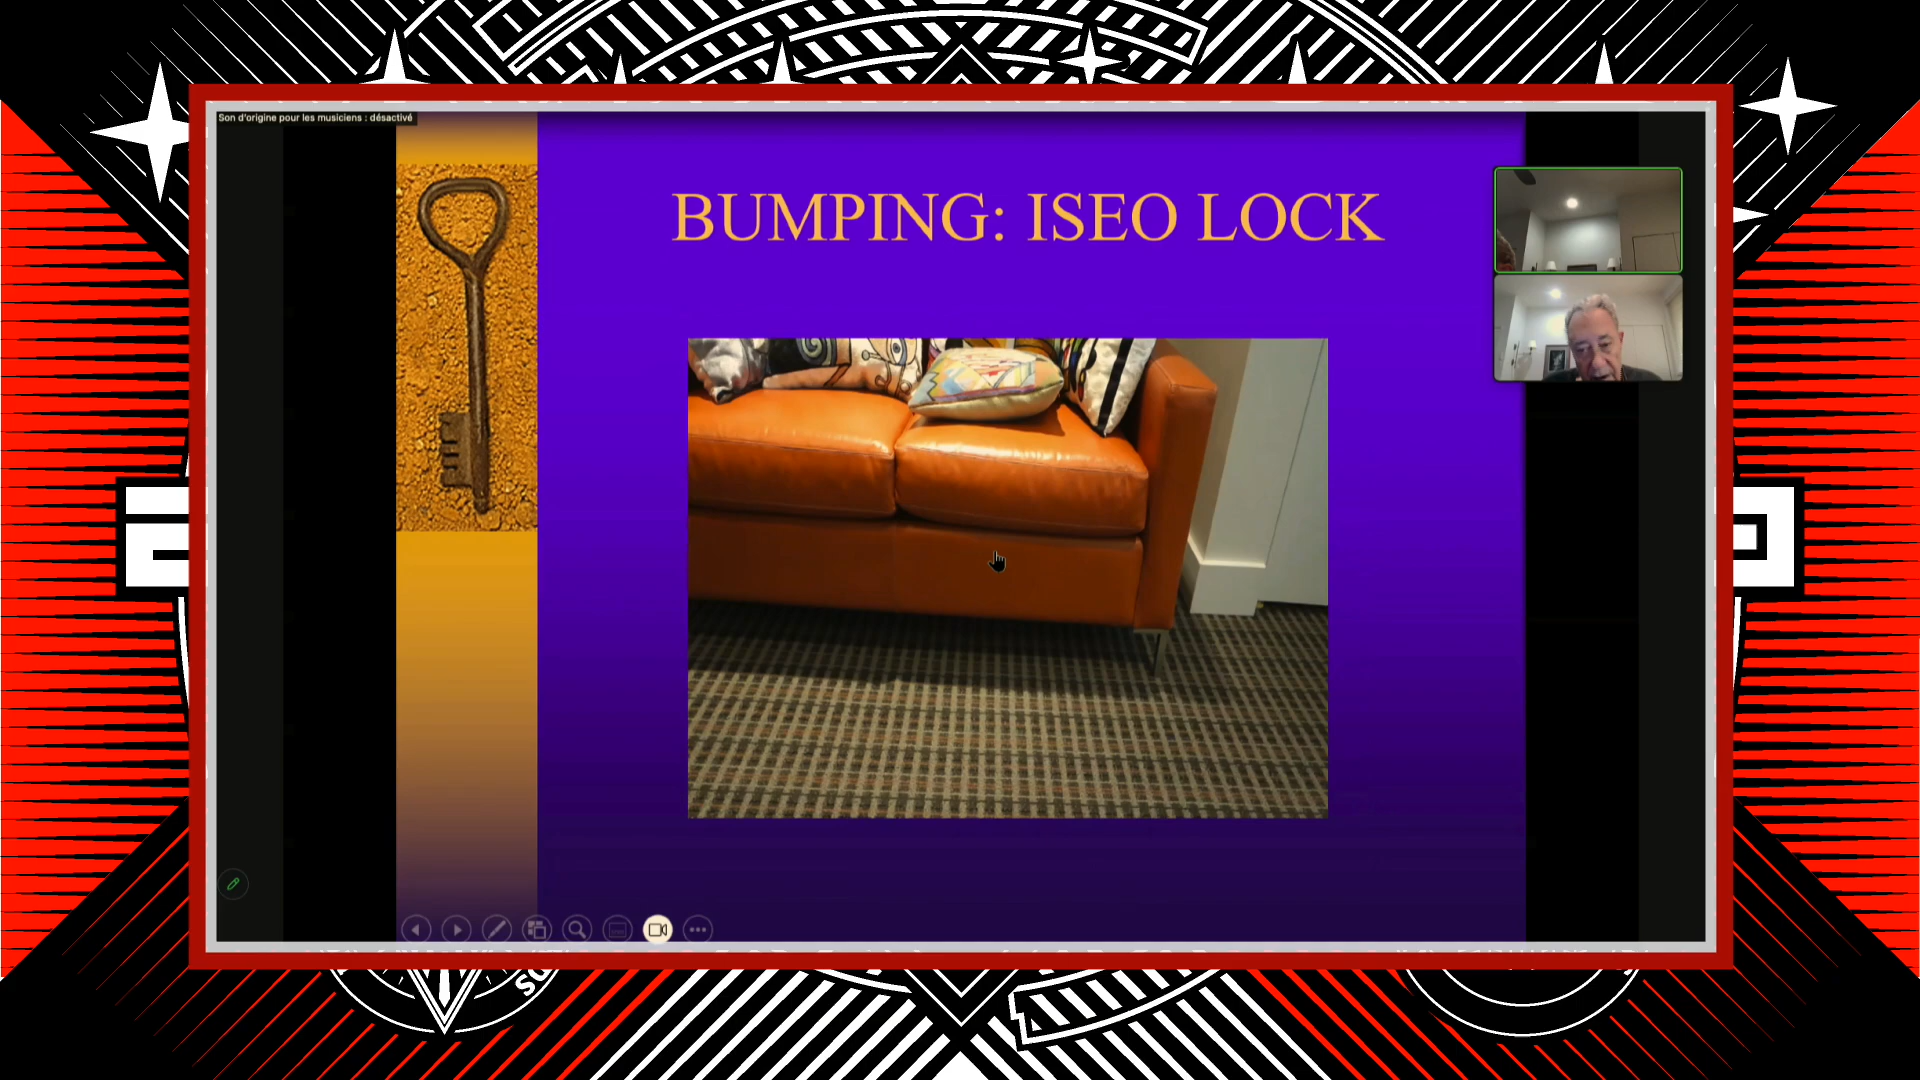 Son d'origine pour les musiciens : désactivé
BUMPING: ISEO LOCK